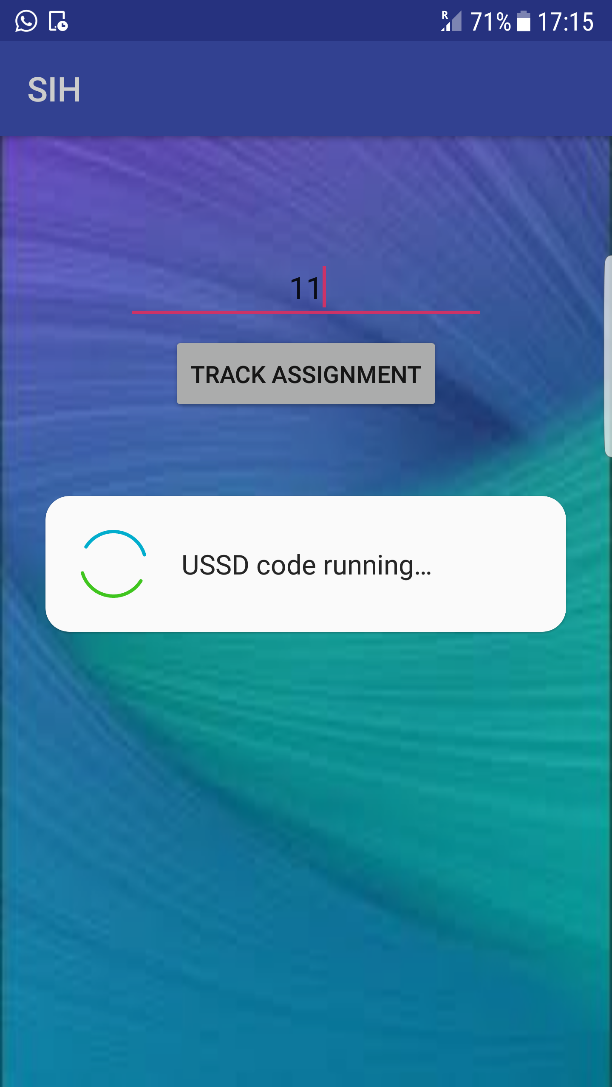 R 71% 17:15
SIH
11
TRACK ASSIGNMENT
USSD code running...